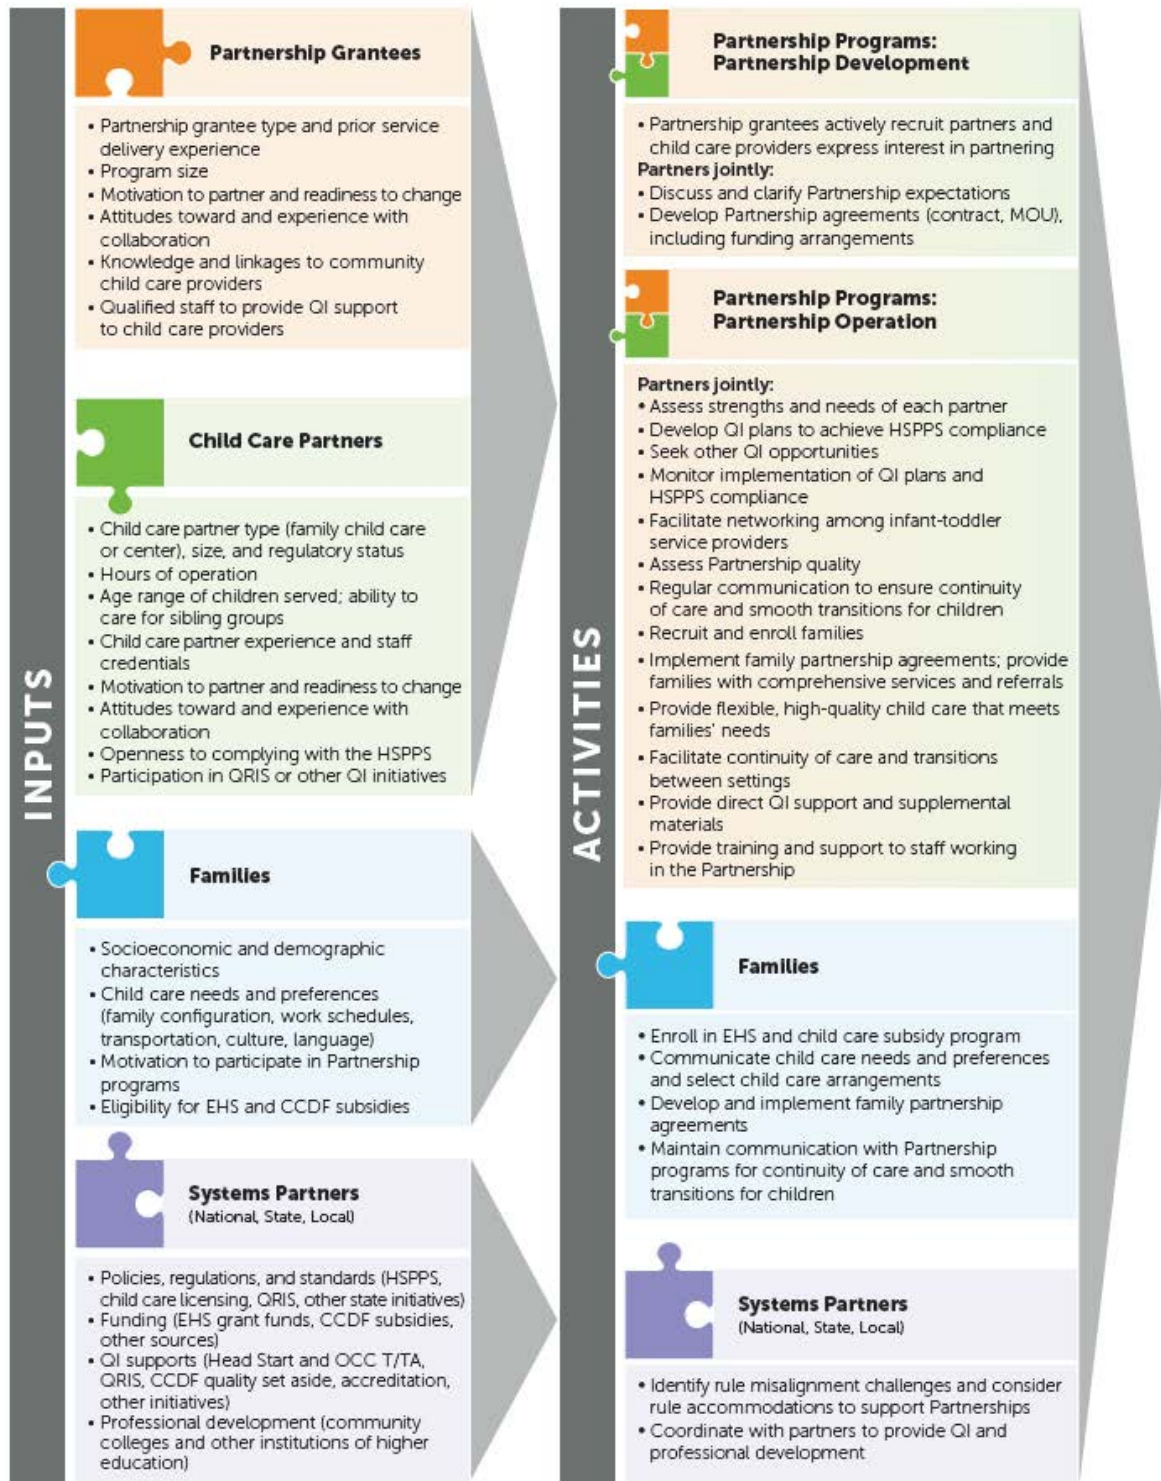 INPUTS
Partnership Grantees
• Partnership grantee type and prior service
delivery experience
• Program size
• Motivation to partner and readiness to change
• Attitudes toward and experience with
collaboration
• Knowledge and linkages to community
child care providers
• Qualified staff to provide QI support
to child care providers
Child Care Partners
• Child care partner type (family child care
or center), size, and regulatory status
• Hours of operation
• Age range of children served; ability to
care for sibling groups
• Child care partner experience and staff
credentials
• Motivation to partner and readiness to change
• Attitudes toward and experience with
collaboration
• Openness to complying with the HSPPS
• Participation in QRIS or other QI initiatives
Families
• Socioeconomic and demographic
characteristics
• Child care needs and preferences
(family configuration, work schedules,
transportation, culture, language)
• Motivation to participate in Partnership
programs
• Eligibility for EHS and CCDF subsidies
Systems Partners
(National, State, Local)
• Policies, regulations, and standards (HSPPS,
child care licensing, QRIS, other state initiatives)
• Funding (EHS grant funds, CCDF subsidies,
other sources)
• QI supports (Head Start and OCC T/TA,
QRIS, CCDF quality set aside, accreditation,
other initiatives)
• Professional development (community
colleges and other institutions of higher
education)
ACTIVITIES
Partnership Programs:
Partnership Development
• Partnership grantees actively recruit partners and
child care providers express interest in partnering
Partners jointly:
• Discuss and clarify Partnership expectations
• Develop Partnership agreements (contract, MOU),
including funding arrangements
Partnership Programs:
Partnership Operation
Partners jointly:
• Assess strengths and needs of each partner
• Develop QI plans to achieve HSPPS compliance
• Seek other QI opportunities
• Monitor implementation of QI plans and
HSPPS compliance
• Facilitate networking among infant-toddler
service providers
• Assess Partnership quality
• Regular communication to ensure continuity
of care and smooth transitions for children
• Recruit and enroll families
• Implement family partnership agreements; provide
families with comprehensive services and referrals
• Provide flexible, high-quality child care that meets
families' needs
• Facilitate continuity of care and transitions
between settings
• Provide direct QI support and supplemental
materials
• Provide training and support to staff working
in the Partnership
Families
• Enroll in EHS and child care subsidy program
• Communicate child care needs and preferences
and select child care arrangements
• Develop and implement family partnership
agreements
• Maintain communication with Partnership
programs for continuity of care and smooth
transitions for children
Systems Partners
(National, State, Local)
• Identify rule misalignment challenges and consider
rule accommodations to support Partnerships
• Coordinate with partners to provide QI and
professional development